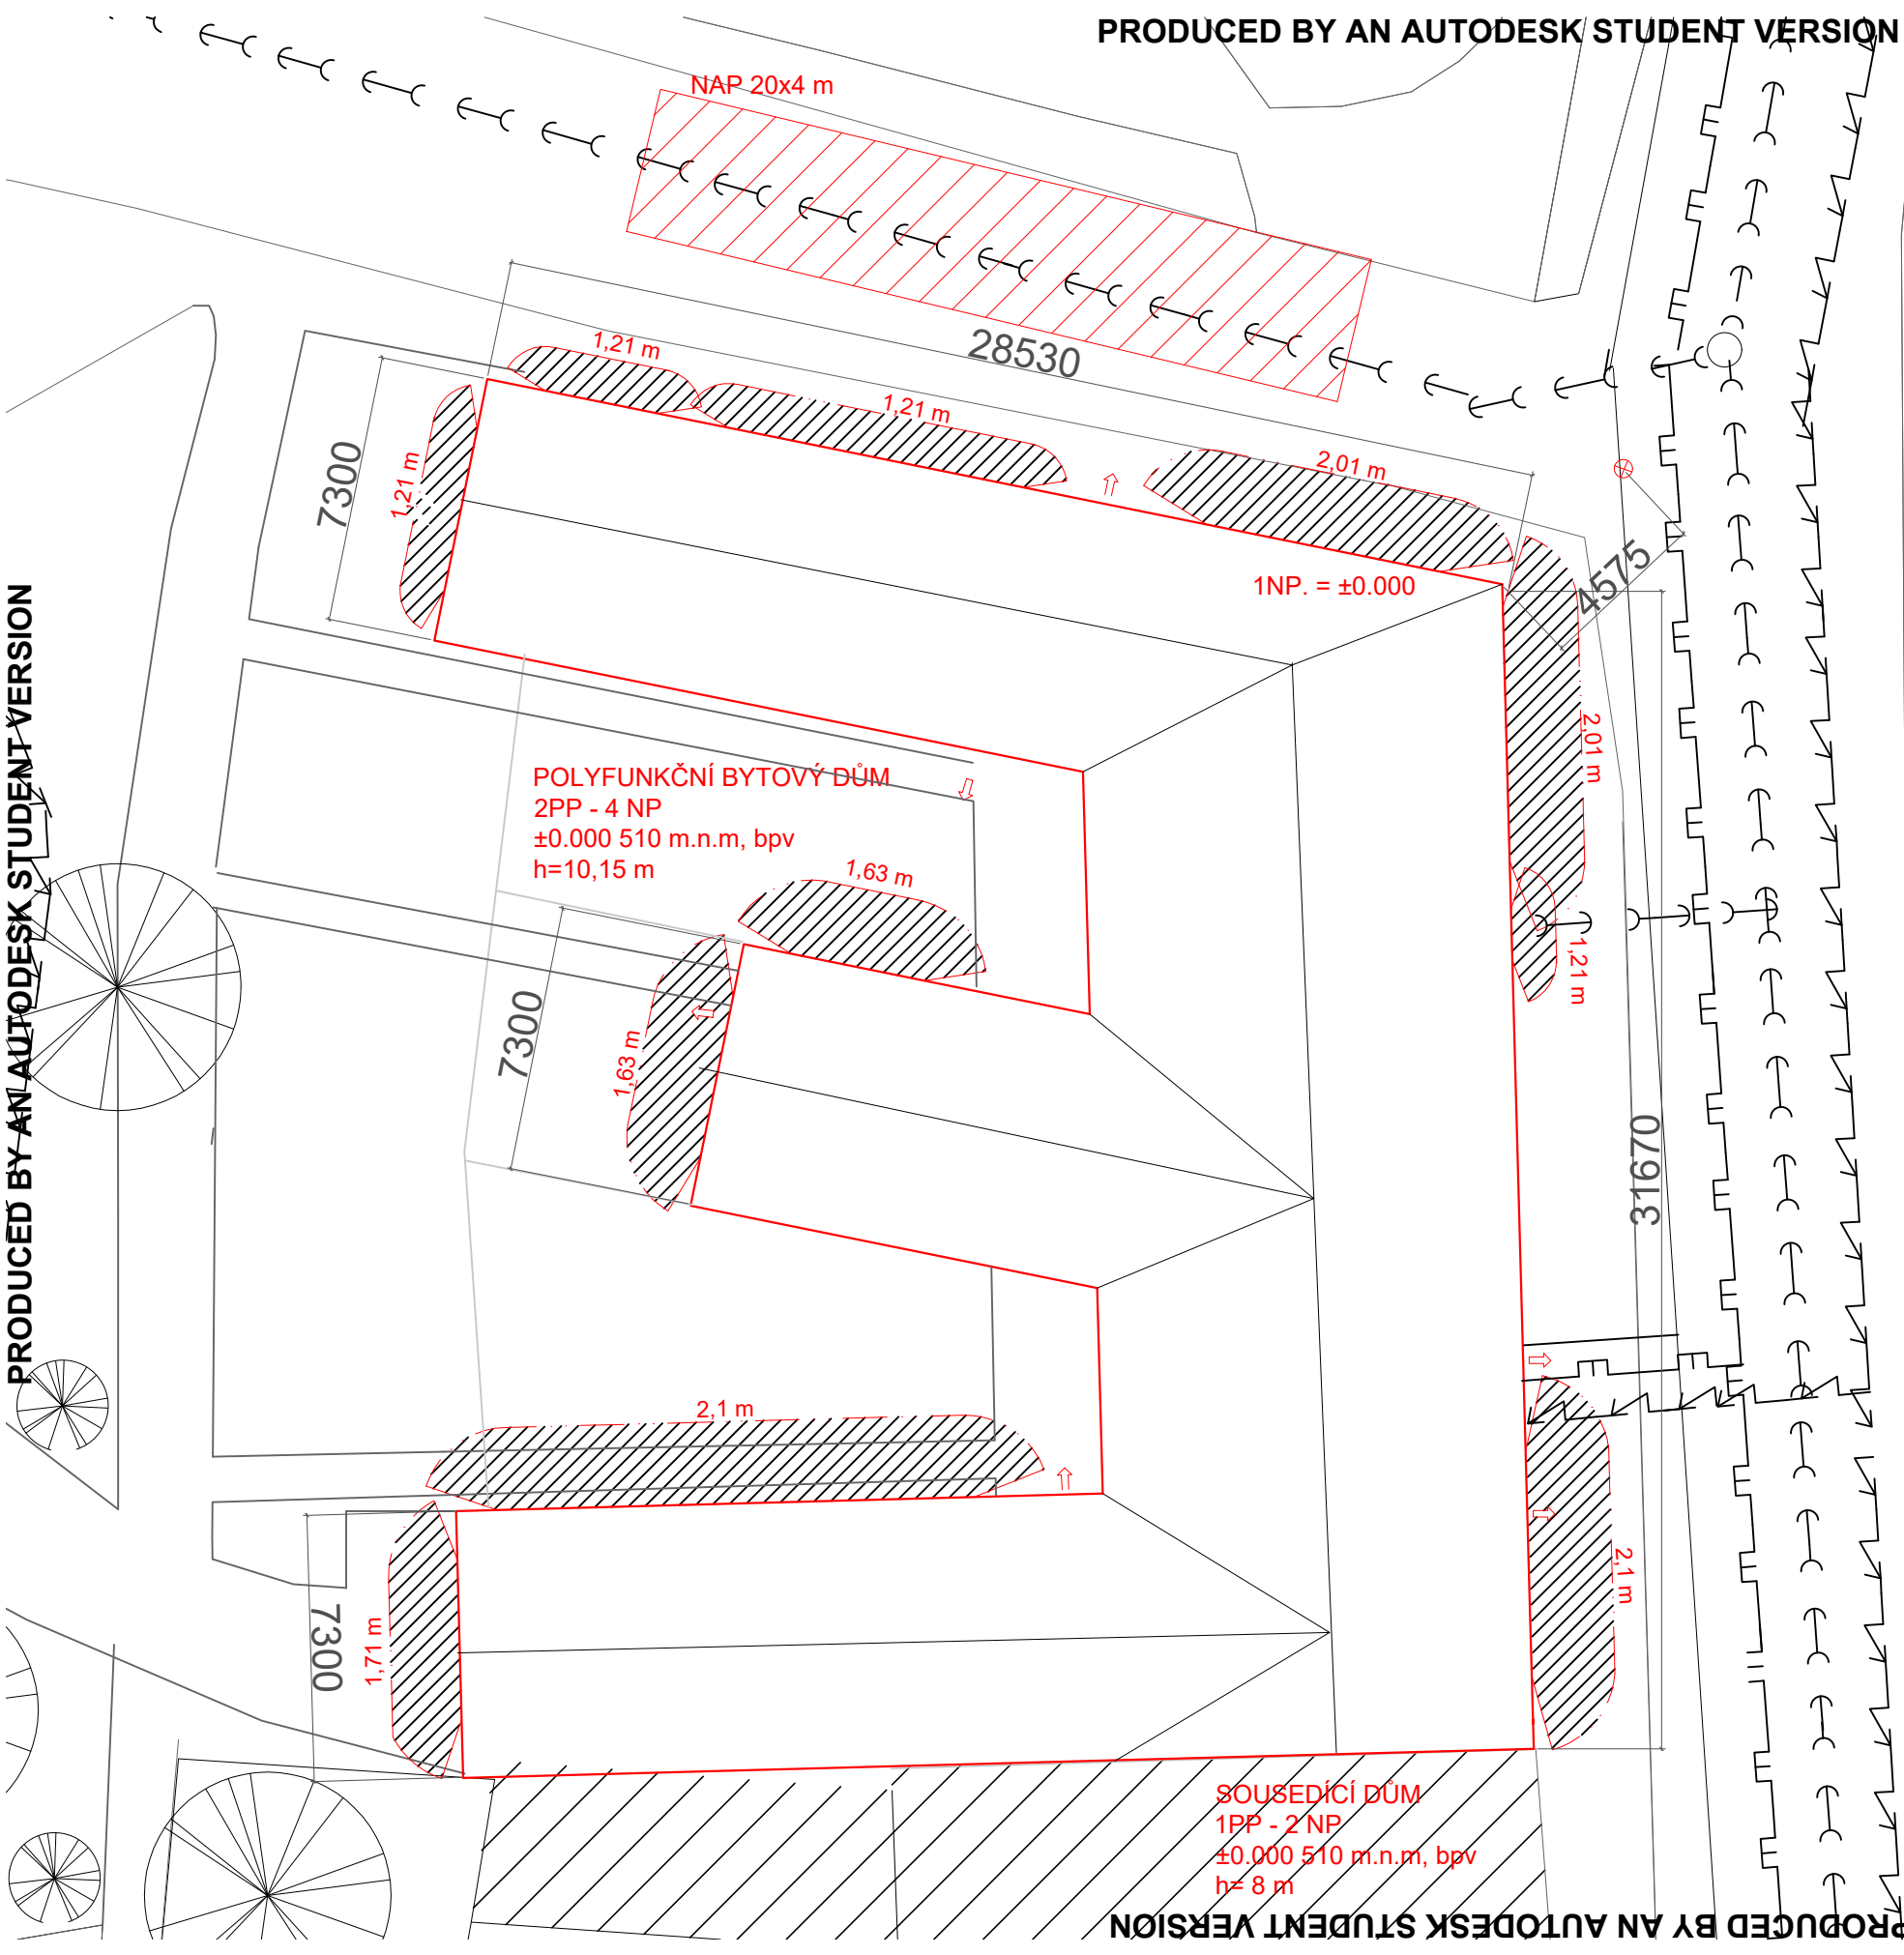 PRODUCED BY AN AUTODESK STUDENT VERSION
NAP 20x4 m
28530
1,21 m
1,21 m
2,01 m
7300
1,21 m
1NP. = ±0.000
4575
PRODUCED BY AN AUTODESK STUDENT VERSION
2,01 m
POLYFUNKČNÍ BYTOVÝ DŮM
2PP - 4 NP
±0.000 510 m.n.m, bpv
h=10,15 m
1,63 m
1,21 m
7300
1,63 m
31670
2,1 m
2,1 m
7300
1,71 m
SOUSEDÍCÍ DŮM
1PP - 2 NP
±0.000 510 m.n.m, bpv
h= 8 m
PRODUCED BY AN AUTODESK STUDENT VERSION